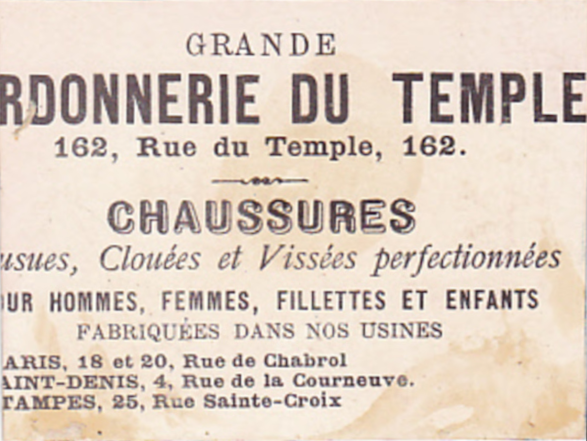 GRANDE
RDONNERIE DU TEMPLE
162, Rue du Temple, 162.
CHAUSSURES
usues, Clouées et Vissées perfectionnées
OUR HOMMES, FEMMES, FILLETTES ET ENFANTS
FABRIQUÉES DANS NOS USINES
ARIS, 18 et 20, Rue de Chabrol
AINT-DENIS, 4, Rue de la Courneuve.
TAMPES, 25, Rue Sainte-Croix